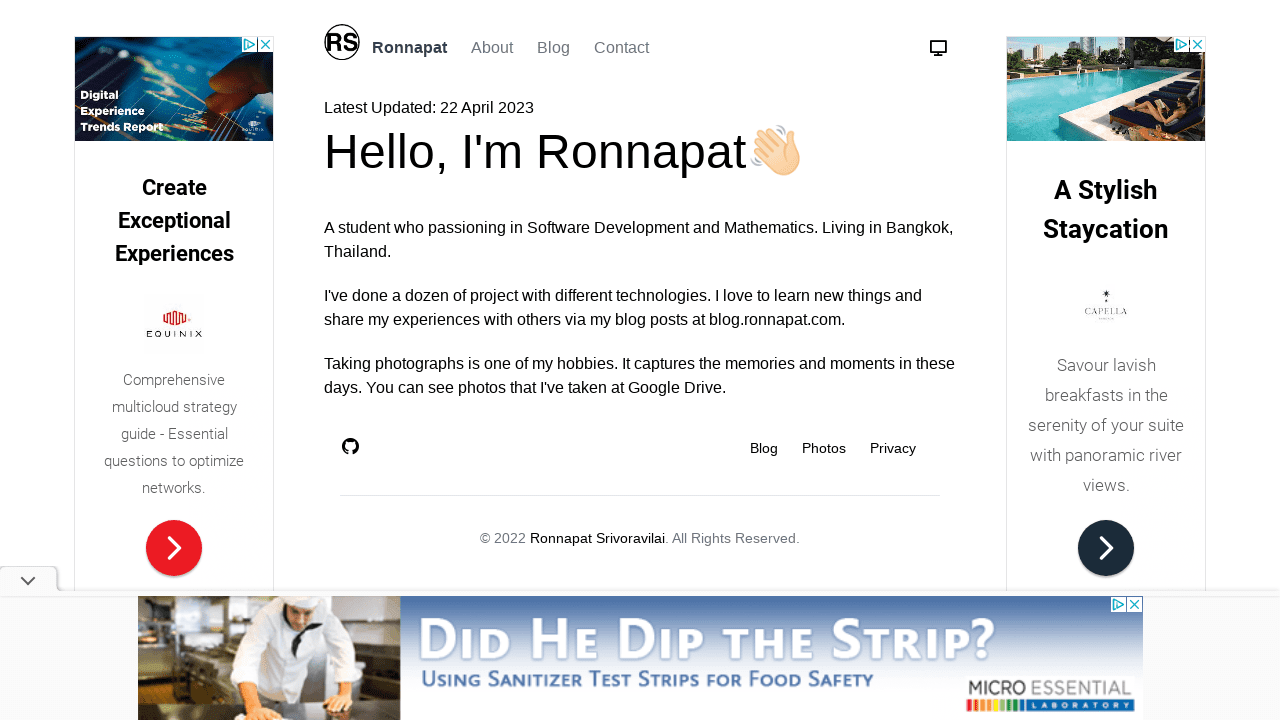 RS
Ronnapat
About
Blog
Contact
Latest Updated: 22 April 2023
Hello, I'm Ronnapat👋🏻
A student who passioning in Software Development and Mathematics. Living in Bangkok,
Thailand.
I've done a dozen of project with different technologies. I love to learn new things and
share my experiences with others via my blog posts at blog.ronnapat.com.
Taking photographs is one of my hobbies. It captures the memories and moments in these
days. You can see photos that I've taken at Google Drive.
Blog
Photos
Privacy
© 2022 Ronnapat Srivoravilai. All Rights Reserved.
Digital
Experience
Trends Report
EQUINIX
Create
Exceptional
Experiences
EQUINIX
Comprehensive
multicloud strategy
guide - Essential
questions to optimize
networks.
A Stylish
Staycation
CAPELLA
Savour lavish
breakfasts in the
serenity of your suite
with panoramic river
views.
DID HE DIP THE STRIP?
USING SANITIZER TEST STRIPS FOR FOOD SAFETY
MICRO ESSENTIAL
LABORATORY